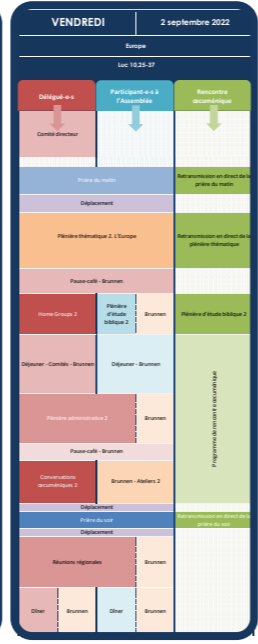 VENDREDI
2 septembre 2022
Europe
Luc 10,25-37
Délégué-e-s
Participant-e-s à
l'Assemblée
Rencontre
œcuménique
Comité directeur
Prière du matin
Retransmission en direct de la
prière du matin
Déplacement
Plénière thématique 2. L'Europe
Retransmission en direct de la
plénière thématique
Pause-café - Brunnen
Home Groups 2
Plénière
d'étude
biblique 2
Brunnen
Plénière d'étude biblique 2
Déjeuner - Comités - Brunnen
Déjeuner - Brunnen
Programme de rencontre œcuménique
Plénière administrative 2
Brunnen
Pause-café - Brunnen
Conversations
œcuméniques 2
Brunnen - Ateliers 2
Déplacement
Prière du soir
Retransmission en direct de la
prière du soir
Déplacement
Réunions régionales
Brunnen
Dîner
Brunnen
Dîner
Brunnen